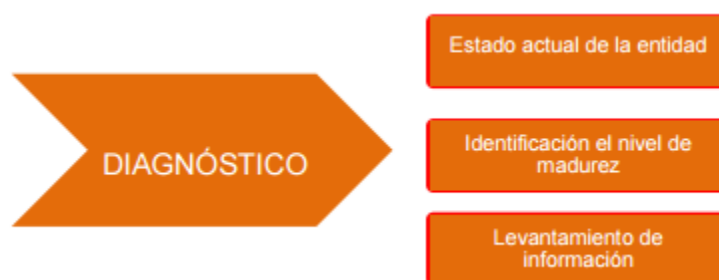 DIAGNÓSTICO
Estado actual de la entidad
Identificación el nivel de
madurez
Levantamiento de
información